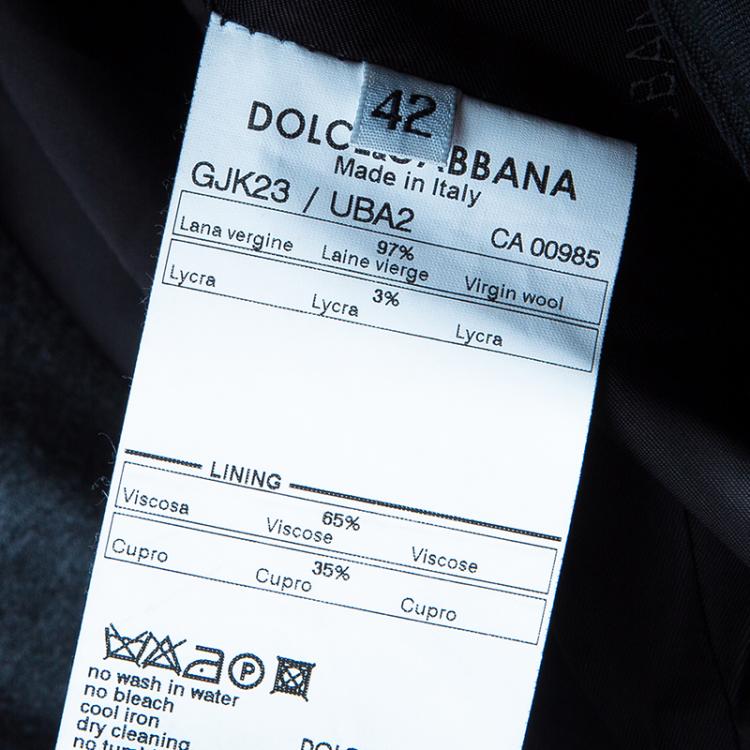 42
DOLCE&GABBANA
Made in Italy
GJK23 / UBA2
CA 00985
97%
Lana vergine Laine vierge Virgin wool
3%
Lycra Lycra Lycra
LINING
65%
Viscosa Viscose Viscose
35%
Cupro Cupro Cupro
P
no wash in water
no bleach
cool iron
dry cleaning
no